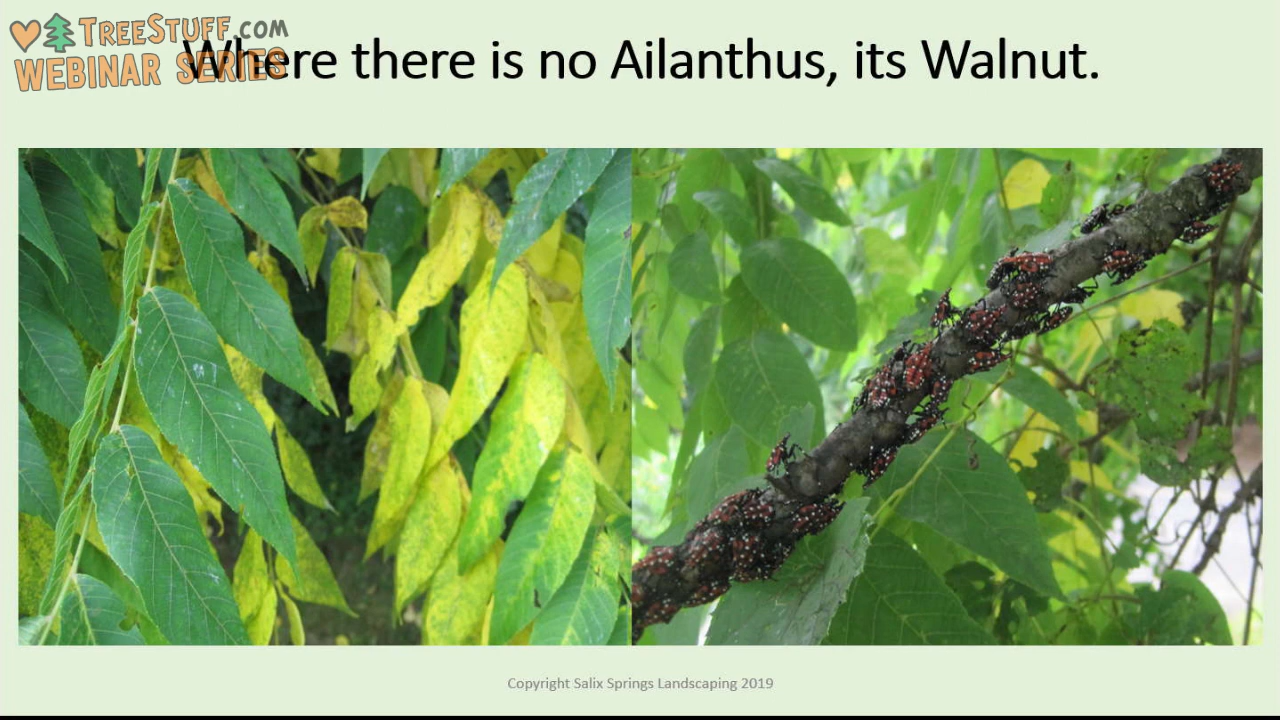 TREESTUFF.COM
WEBINAR SERIES
Where there is no Ailanthus, its Walnut.
Copyright Salix Springs Landscaping 2019